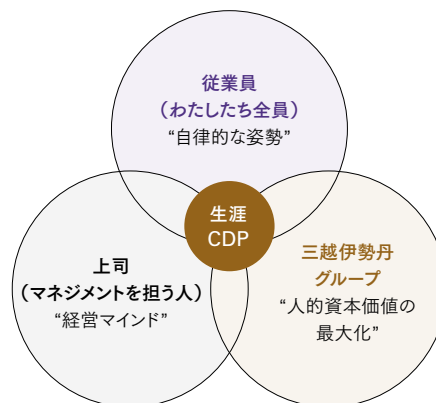 従業員
（わたしたち全員）
“自律的な姿勢”
生涯
CDP
上司
（マネジメントを担う人）
“経営マインド”
三越伊勢丹
グループ
“人的資本価値の
最大化”